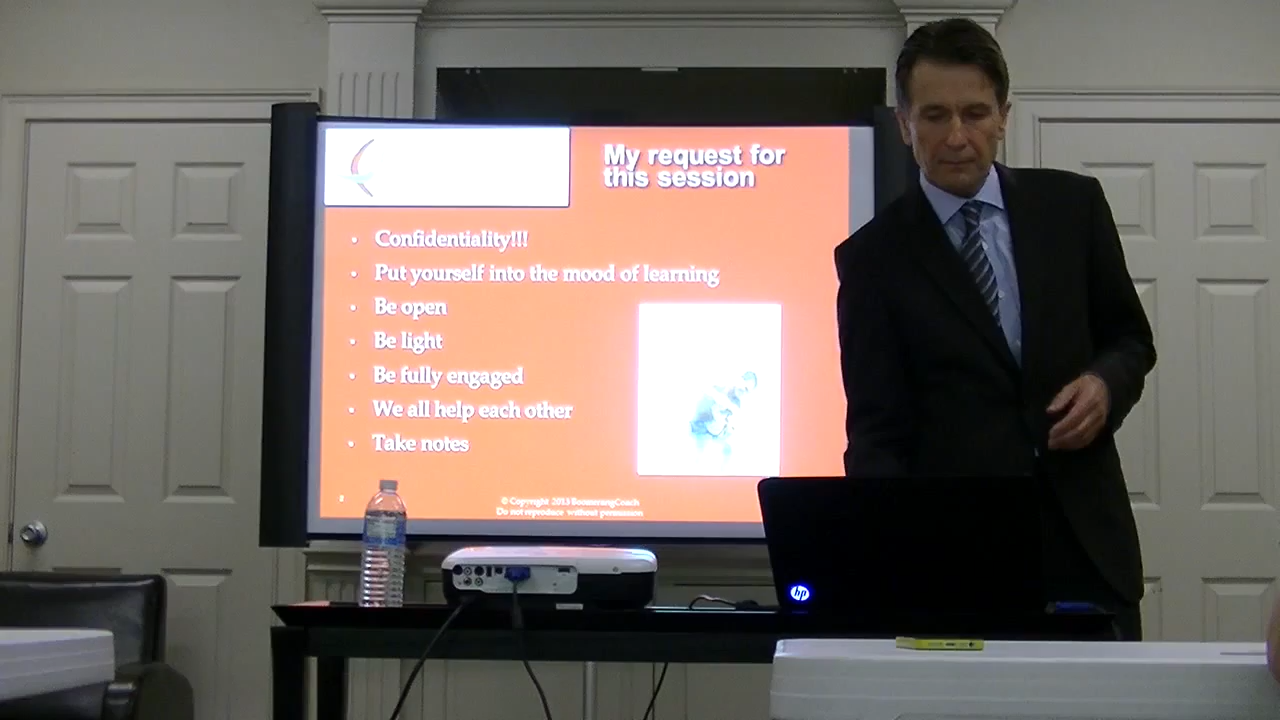 My request for
this session
• Confidentiality!!!
• Put yourself into the mood of learning
• Be open
• Be light
• Be fully engaged
• We all help each other
• Take notes
© Copyright 2013 BoomerangCoach
Do not reproduce without permission
hp